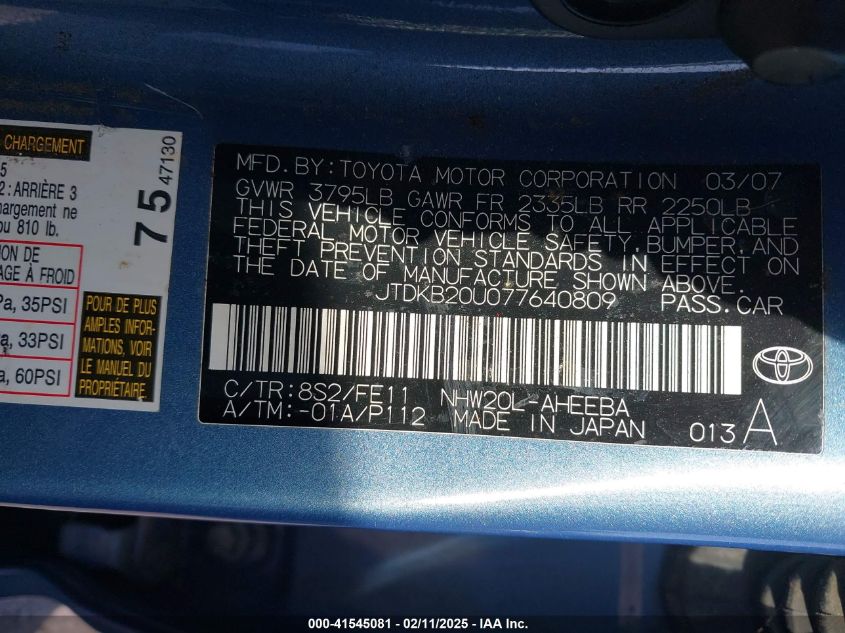 CHARGEMENT
5
2 : ARRIÈRE 3
hargement ne
ou 810 lb.
ION DE
AGE À FROID
Pa, 35PSI
a, 33PSI
a, 60PSI
75
47130
POUR DE PLUS
AMPLES INFOR-
MATIONS, VOIR
LE MANUEL DU
PROPRIÉTAIRE.
MFD. BY: TOYOTA MOTOR CORPORATION 03/07
GVWR 3795LB GAWR FR 2335LB RR 2250LB
THIS VEHICLE CONFORMS TO ALL APPLICABLE
FEDERAL MOTOR VEHICLE SAFETY, BUMPER, AND
THEFT PREVENTION STANDARDS IN EFFECT ON
THE DATE OF MANUFACTURE SHOWN ABOVE.
JTDKB20U077640809 PASS. CAR
C/TR: 8S2/FE11 NHW20L-AHEEBA
A/TM: -01A/P112 MADE IN JAPAN 013 A
000-41545081 - 02/11/2025 - IAA Inc.